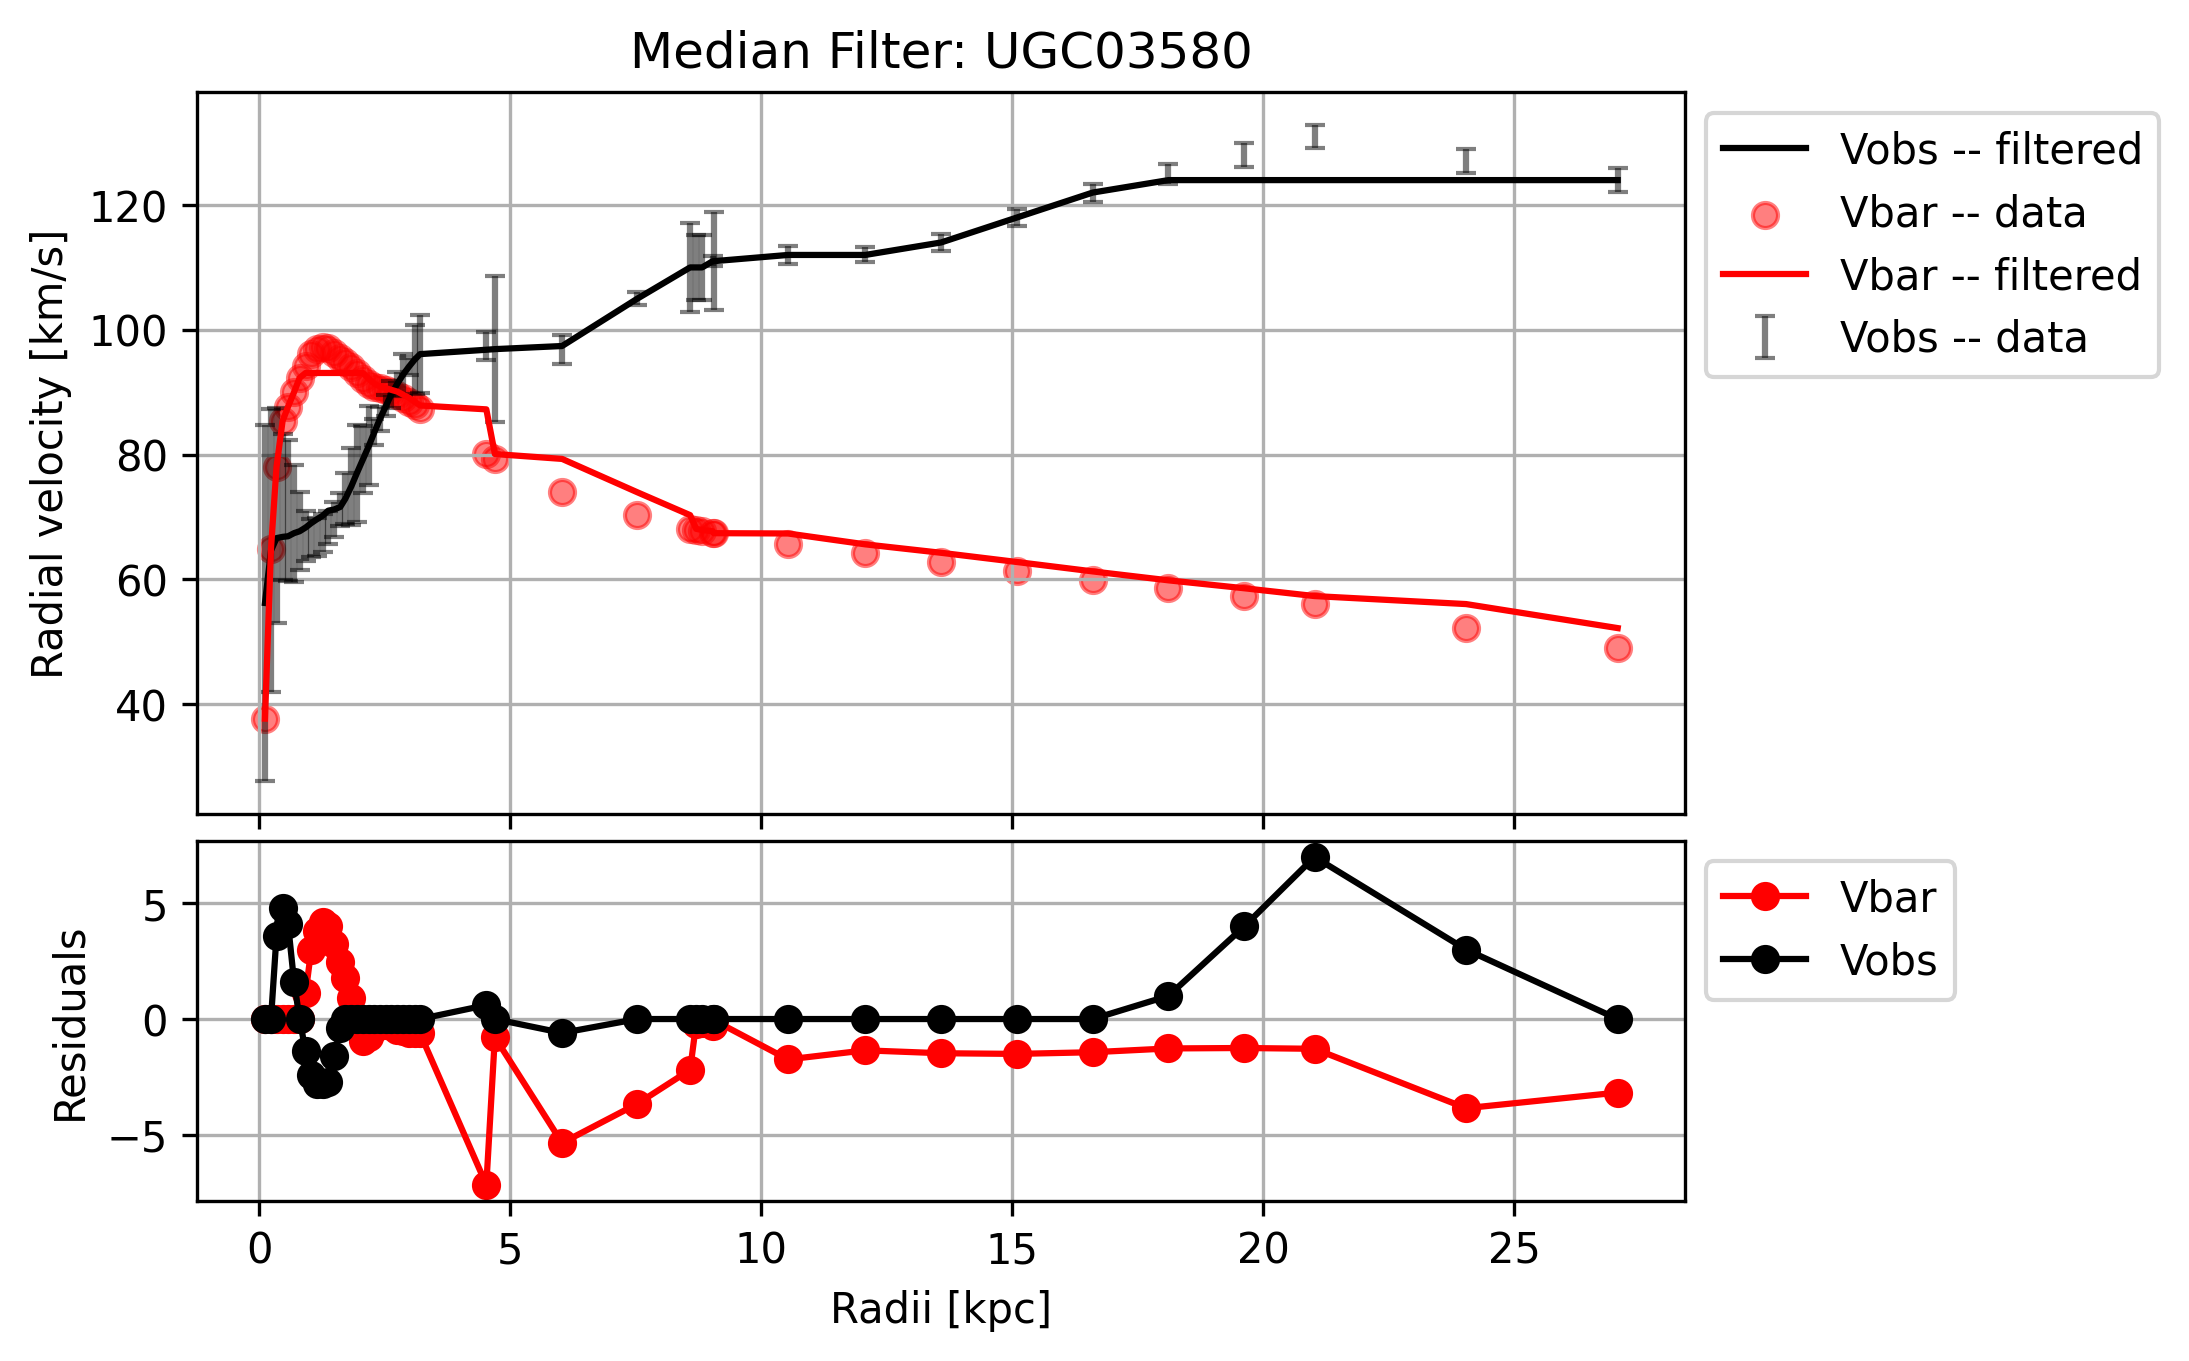 Median Filter: UGC03580
Radial velocity [km/s]
120
100
80
60
40
Vobs -- filtered
Vbar -- data
Vbar -- filtered
Vobs -- data
Residuals
5
0
−5
Vbar
Vobs
0 5 10 15 20 25
Radii [kpc]